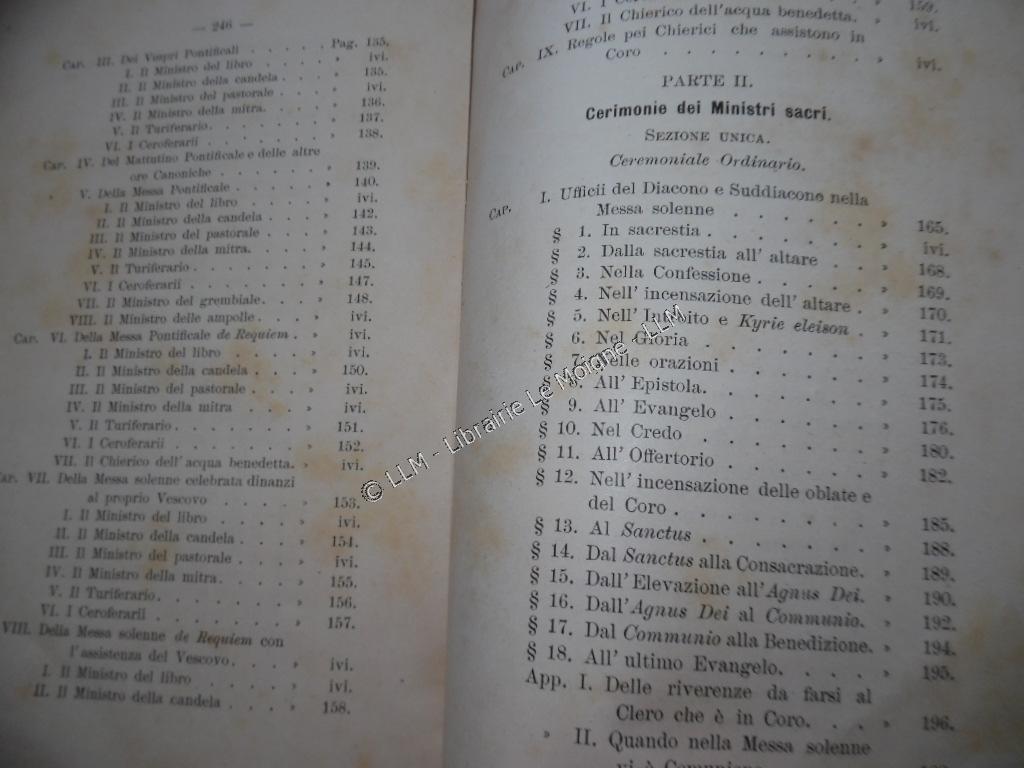 — 246 —
Cap. III. Dei Vespri Pontificali . . . . . Pag. 135.
I. Il Ministro del libro . . . . . » ivi.
II. Il Ministro della candela . . . . » 135.
III. Il Ministro del pastorale . . . . » ivi.
IV. Il Ministro della mitra. . . . . » 136.
V. Il Turiferario. . . . . . . » 137.
VI. I Ceroferarii . . . . . . . » 138.
Cap. IV. Del Mattutino Pontificale e delle altre
ore Canoniche . . . . . . » 139.
» V. Della Messa Pontificale . . . . . » 140.
I. Il Ministro del libro . . . . . » ivi.
II. Il Ministro della candela . . . . » 142.
III. Il Ministro del pastorale . . . . » 143.
IV. Il Ministro della mitra. . . . . » 144.
V. Il Turiferario . . . . . . . » 145.
VI. I Ceroferarii . . . . . . . » 147.
VII. Il Ministro del grembiale. . . . » 148.
VIII. Il Ministro delle ampolle. . . . » ivi.
Cap. VI. Della Messa Pontificale de Requiem . » ivi.
I. Il Ministro del libro . . . . . » ivi.
II. Il Ministro della candela . . . . » 150.
III. Il Ministro del pastorale . . . . » ivi.
IV. Il Ministro della mitra . . . . » ivi.
V. Il Turiferario . . . . . . . » 151.
VI. I Ceroferarii . . . . . . . » 152.
VII. Il Chierico dell'acqua benedetta. » ivi.
ar. VII. Della Messa solenne celebrata dinanzi
al proprio Vescovo . . . . . » 153.
I. Il Ministro del libro . . . . . » ivi.
II. Il Ministro della candela . . . . » 154.
III. Il Ministro del pastorale . . . . » ivi.
IV. Il Ministro della mitra. . . . . » 155.
V. Il Turiferario. . . . . . . » 156.
VI. I Ceroferarii . . . . . . . » 157.
VIII. Della Messa solenne de Requiem con
l'assistenza del Vescovo. . . . » ivi.
I. Il Ministro del libro . . . . . » ivi.
II. Il Ministro della candela . . . . » 158.
VI. I 159.
VII. Il Chierico dell'acqua benedetta. » ivi.
Cap. IX. Regole pei Chierici che assistono in
Coro . . . . . . . » ivi.
PARTE II.
Cerimonie dei Ministri sacri.
Sezione unica.
Ceremoniale Ordinario.
Cap. I. Ufficii del Diacono e Suddiacono nella
Messa solenne . . . . . » 165.
§ 1. In sacrestia . . . . . . » ivi.
§ 2. Dalla sacrestia all' altare . . » 168.
§ 3. Nella Confessione . . . . . » 169.
§ 4. Nell' incensazione dell' altare . » 170.
§ 5. Nell' Introito e Kyrie eleison . » 171.
§ 6. Nel Gloria . . . . . . » 173.
§ 7. Nelle orazioni . . . . . . » 174.
§ 8. All' Epistola. . . . . . . » 175.
§ 9. All' Evangelo . . . . . . » 176.
§ 10. Nel Credo . . . . . . . » 180.
§ 11. All' Offertorio . . . . . . » 182.
§ 12. Nell' incensazione delle oblate e
del Coro . . . . . . . » 185.
§ 13. Al Sanctus . . . . . . . » 188.
§ 14. Dal Sanctus alla Consacrazione. » 189.
§ 15. Dall' Elevazione all' Agnus Dei. » 190.
§ 16. Dall' Agnus Dei al Communio. » 192.
§ 17. Dal Communio alla Benedizione. » 194.
§ 18. All' ultimo Evangelo. . . . . » 195.
App. I. Delle riverenze da farsi al
Clero che è in Coro. . . » 196.
» II. Quando nella Messa solenne
vi è Comunione
© LLM - Librairie Le Moigne - LLM